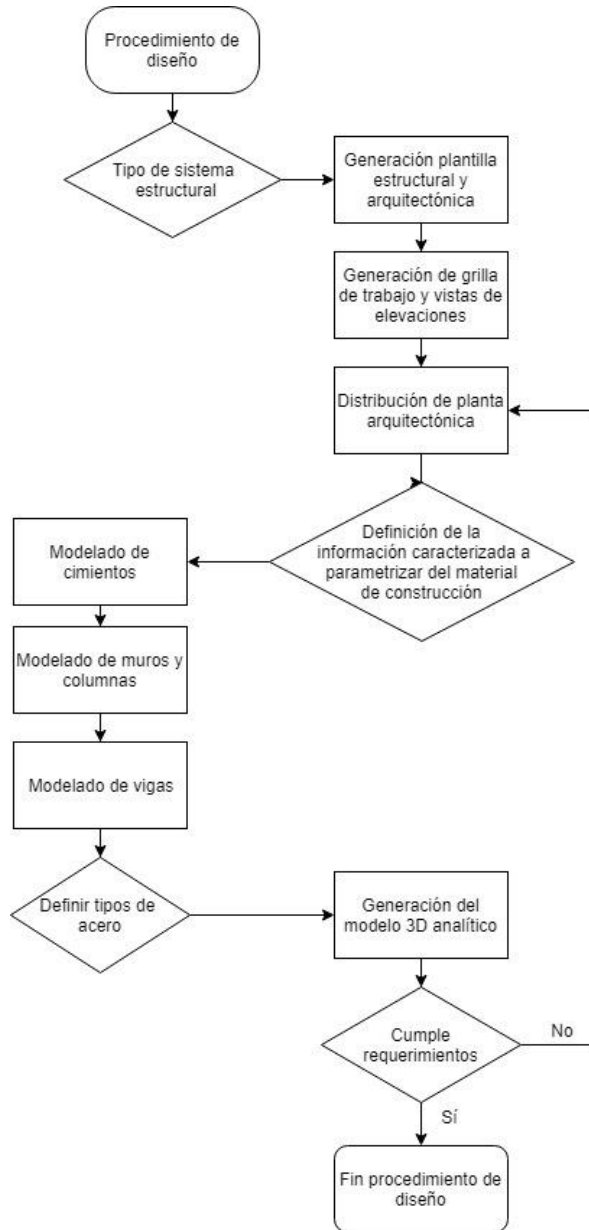 Procedimiento de
diseño
Tipo de sistema
estructural
Generación plantilla
estructural y
arquitectónica
Generación de grilla
de trabajo y vistas de
elevaciones
Distribución de planta
arquitectónica
Definición de la
información caracterizada a
parametrizar del material
de construcción
Modelado de
cimientos
Modelado de muros y
columnas
Modelado de vigas
Definir tipos de
acero
Generación del
modelo 3D analítico
Cumple
requerimientos
No
Sí
Fin procedimiento de
diseño